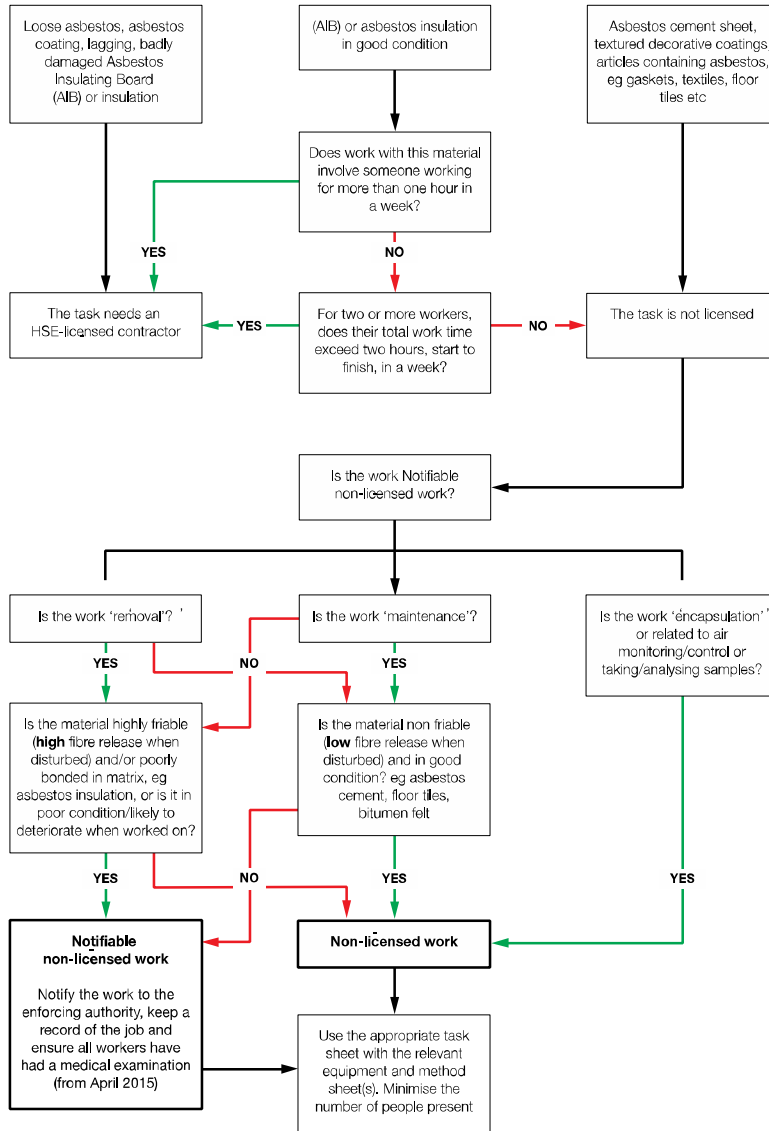 Loose asbestos, asbestos
coating, lagging, badly
damaged Asbestos
Insulating Board
(AIB) or insulation
(AIB) or asbestos insulation
in good condition
Asbestos cement sheet,
textured decorative coatings,
articles containing asbestos,
eg gaskets, textiles, floor
tiles etc
Does work with this material
involve someone working
for more than one hour in
a week?
YES
NO
The task needs an
HSE-licensed contractor
YES
For two or more workers,
does their total work time
exceed two hours, start to
finish, in a week?
NO
The task is not licensed
Is the work Notifiable
non-licensed work?
Is the work ‘removal’? ’
Is the work ‘maintenance’?
Is the work ‘encapsulation’ ’
or related to air
monitoring/control or
taking/analysing samples?
YES
NO
YES
Is the material highly friable
(high fibre release when
disturbed) and/or poorly
bonded in matrix, eg
asbestos insulation, or is it in
poor condition/likely to
deteriorate when worked on?
Is the material non friable
(low fibre release when
disturbed) and in good
condition? eg asbestos
cement, floor tiles,
bitumen felt
YES
NO
YES
YES
Notifiable
non-licensed work
Notify the work to the
enforcing authority, keep a
record of the job and
ensure all workers have
had a medical examination
(from April 2015)
Non-licensed work
Use the appropriate task
sheet with the relevant
equipment and method
sheet(s). Minimise the
number of people present